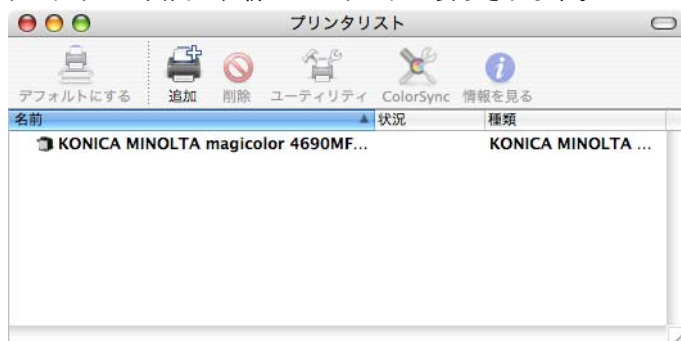 プリンタリスト
デフォルトにする 追加 削除 ユーティリティ ColorSync 情報を見る
名前 状況 種類
KONICA MINOLTA magicolor 4690MF... KONICA MINOLTA ...